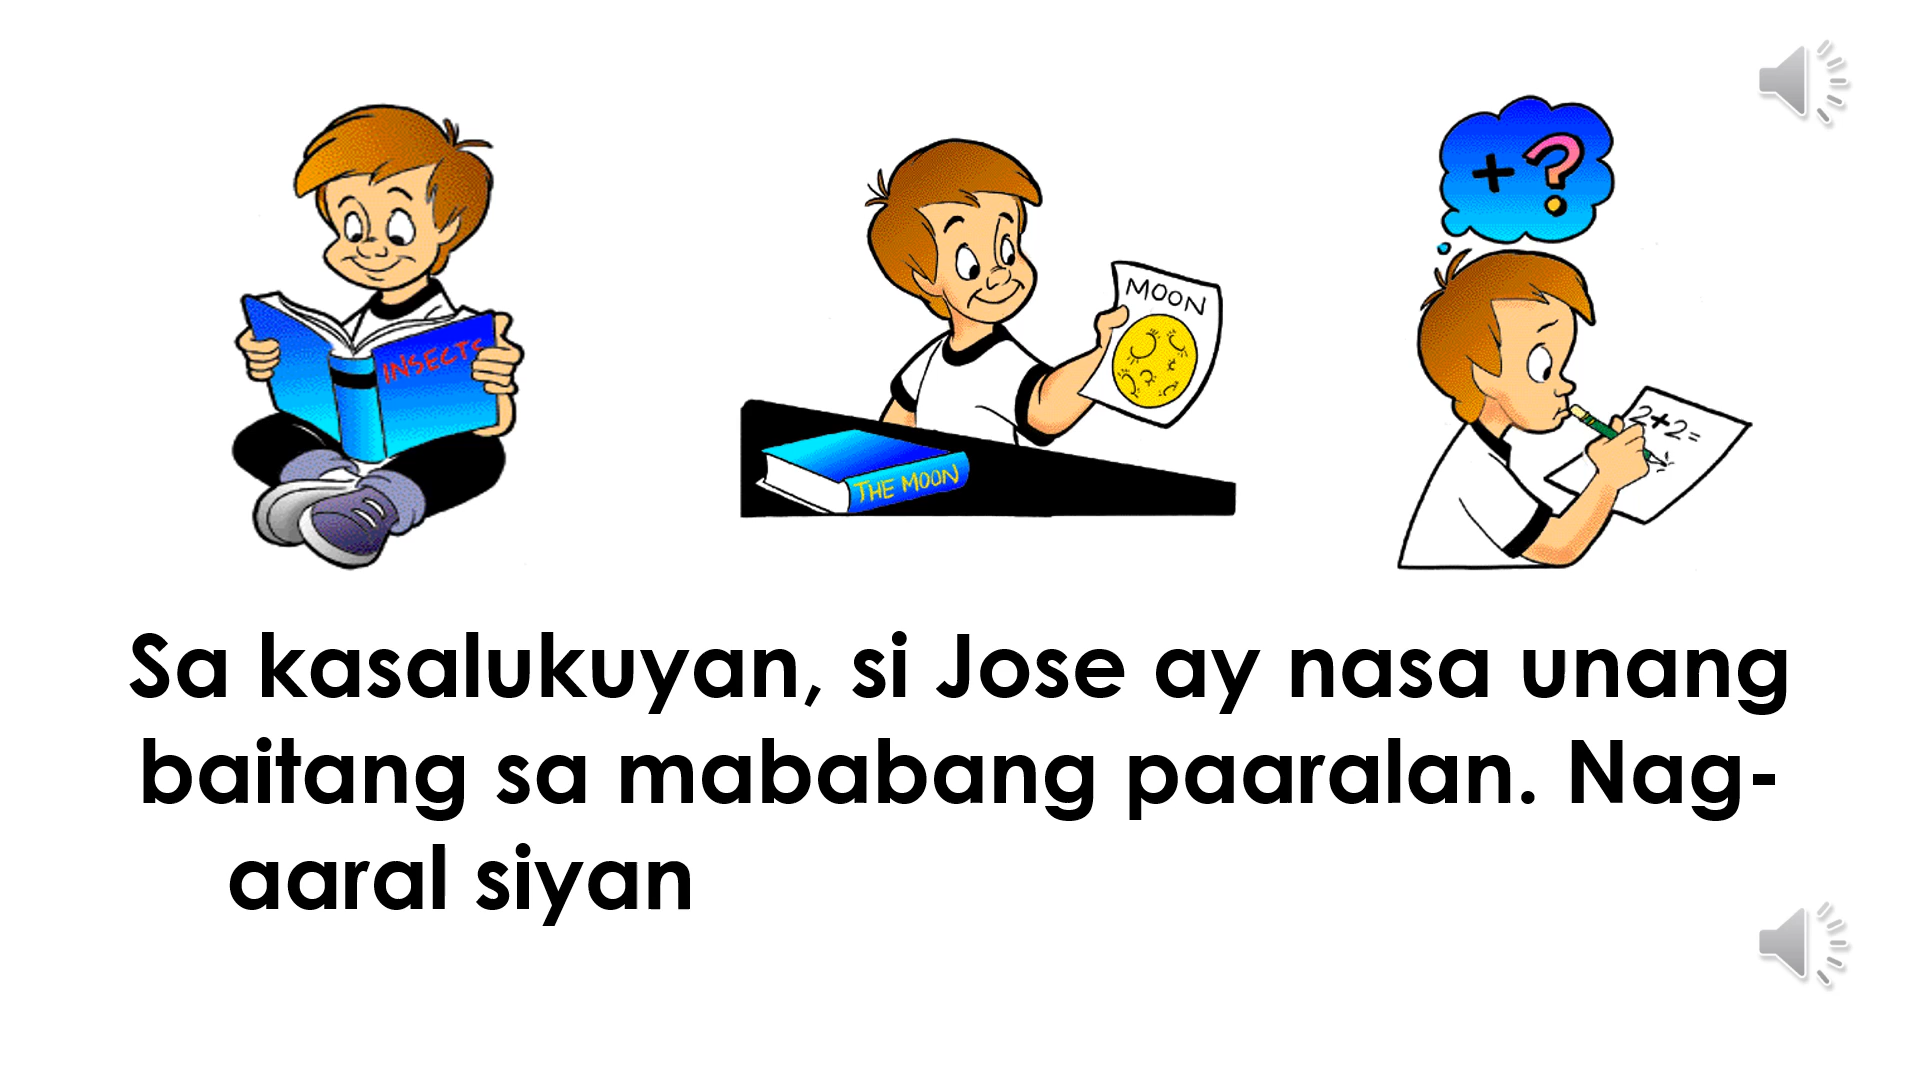 INSECTS
MOON
THE MOON
+?
2+2=
Sa kasalukuyan, si Jose ay nasa unang
baitang sa mababang paaralan. Nag-
aaral siyan